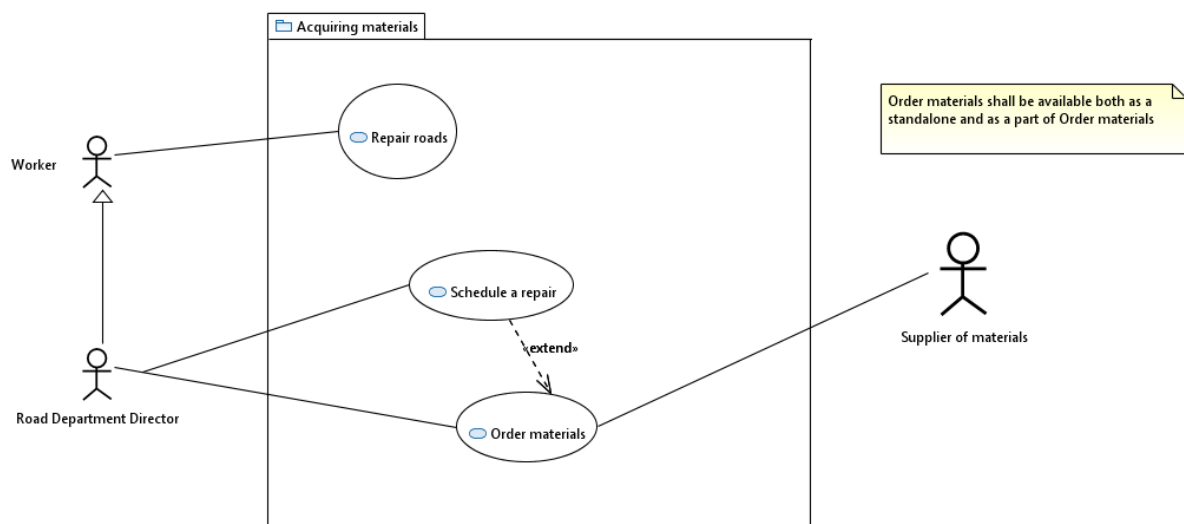 Acquiring materials
Repair roads
Order materials shall be available both as a
standalone and as a part of Order materials
Worker
Schedule a repair
Supplier of materials
«extend»
Road Department Director
Order materials